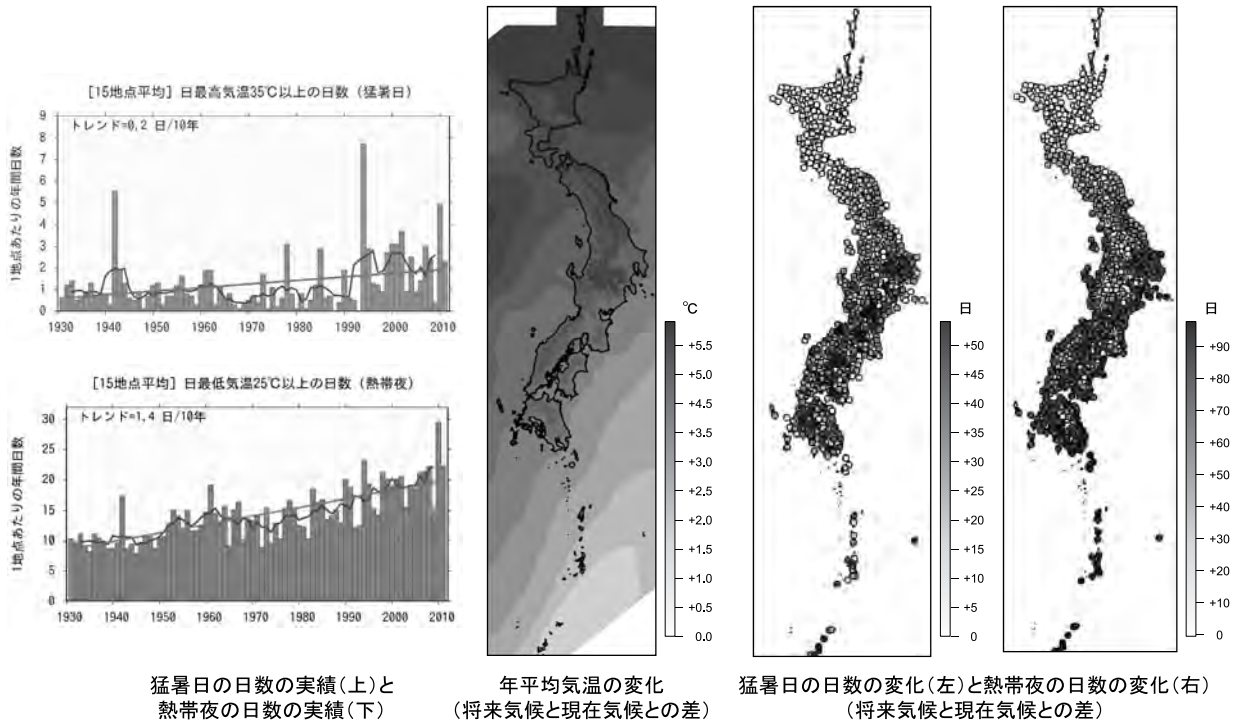 [15地点平均] 日最高気温35℃以上の日数（猛暑日）
トレンド=0.2 日/10年
1地点あたりの年間日数
9
8
7
6
5
4
3
2
1
0
1930 1940 1950 1960 1970 1980 1990 2000 2010
[15地点平均] 日最低気温25℃以上の日数（熱帯夜）
トレンド=1.4 日/10年
1地点あたりの年間日数
30
25
20
15
10
5
0
1930 1940 1950 1960 1970 1980 1990 2000 2010
猛暑日の日数の実績（上）と
熱帯夜の日数の実績（下）
℃
+5.5
+5.0
+4.5
+3.0
+3.5
+3.0
+2.5
+2.0
+1.5
+1.0
+0.5
0.0
年平均気温の変化
（将来気候と現在気候との差）
日
+50
+40
+30
+20
+10
0
日
+90
+80
+70
+60
+50
+40
+30
+20
+10
0
猛暑日の日数の変化（左）と熱帯夜の日数の変化（右）
（将来気候と現在気候との差）